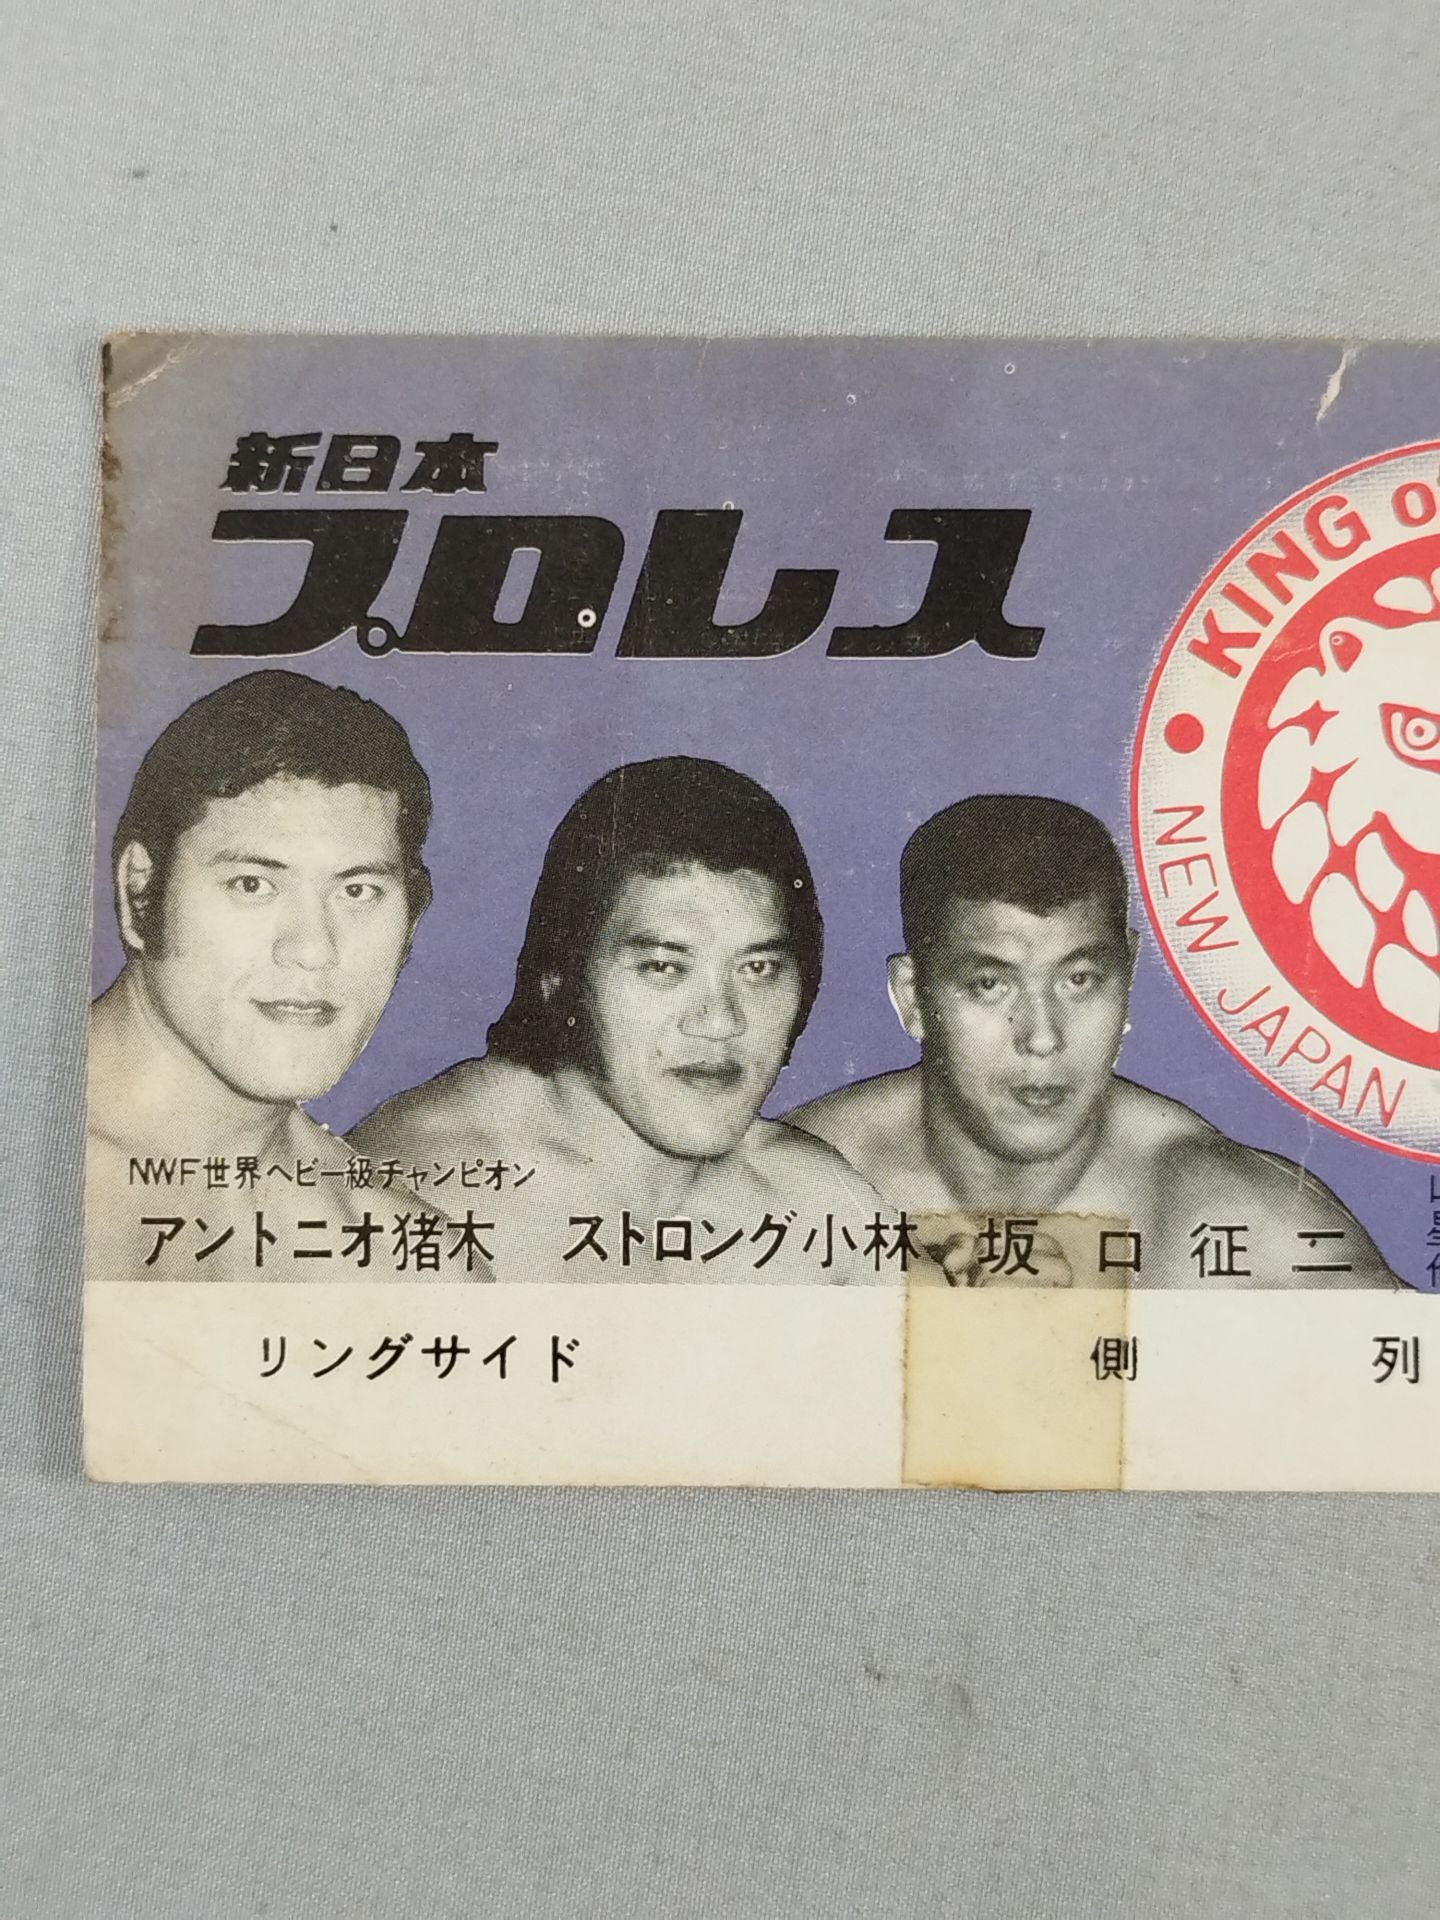 新日本
プロレス
KING OF
NEW JAPAN
NWF世界ヘビー級チャンピオン
アントニオ猪木 ストロング小林 坂口征二
リングサイド 側 列